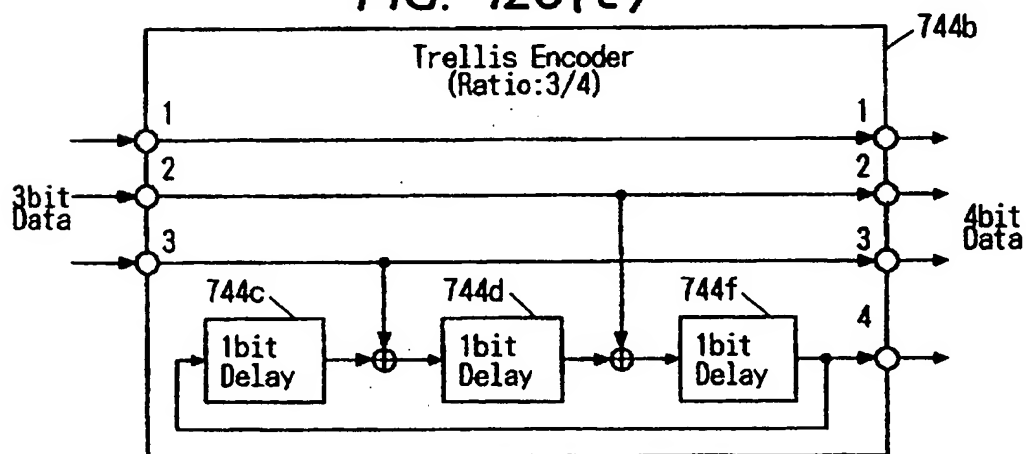 744b
Trellis Encoder
(Ratio:3/4)
1
1
2
2
3bit
Data
4bit
Data
3
3
744c
744d
744f
4
1bit
Delay
1bit
Delay
1bit
Delay